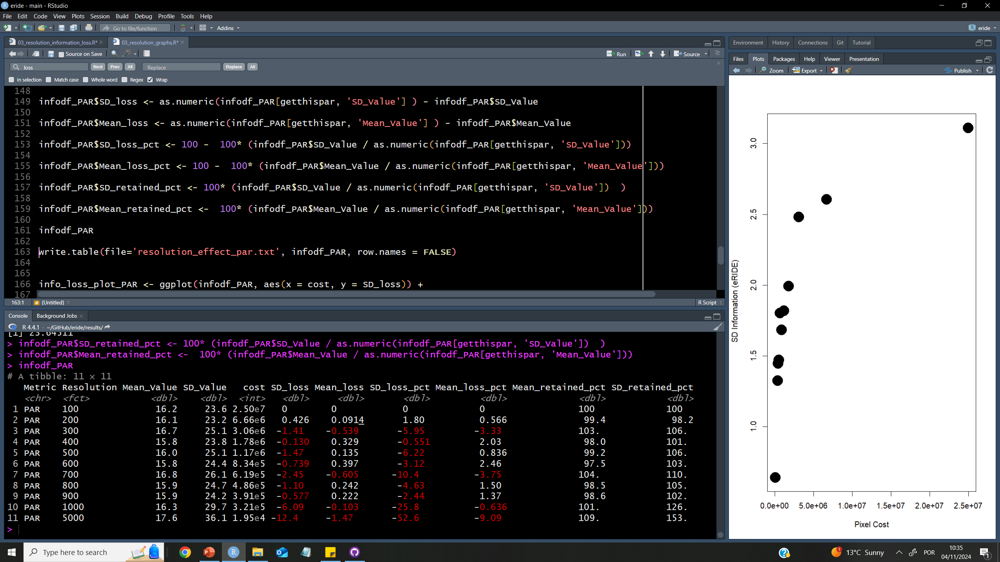 eride - main - RStudio
File Edit Code View Plots Session Build Debug Profile Tools Help
Go to file/function Addins eride
03_resolution_information_loss.R* 03_resolution_graphs.R*
Source on Save Run Source
loss Next Prev All Replace Replace All
In selection Match case Whole word Regex Wrap
148
149 infodf_PAR$SD_loss <- as.numeric(infodf_PAR[getthispar, 'SD_Value'] ) - infodf_PAR$SD_Value
150
151 infodf_PAR$Mean_loss <- as.numeric(infodf_PAR[getthispar, 'Mean_Value'] ) - infodf_PAR$Mean_Value
152
153 infodf_PAR$SD_loss_pct <- 100 -  100* (infodf_PAR$SD_Value / as.numeric(infodf_PAR[getthispar, 'SD_Value']))
154
155 infodf_PAR$Mean_loss_pct <- 100 -  100* (infodf_PAR$Mean_Value / as.numeric(infodf_PAR[getthispar, 'Mean_Value']))
156
157 infodf_PAR$SD_retained_pct <- 100* (infodf_PAR$SD_Value / as.numeric(infodf_PAR[getthispar, 'SD_Value'])  )
158
159 infodf_PAR$Mean_retained_pct <-  100* (infodf_PAR$Mean_Value / as.numeric(infodf_PAR[getthispar, 'Mean_Value']))
160
161 infodf_PAR
162
163 write.table(file='resolution_effect_par.txt', infodf_PAR, row.names = FALSE)
164
165
166 info_loss_plot_PAR <- ggplot(infodf_PAR, aes(x = cost, y = SD_loss)) +
167
163:1 # (Untitled) R Script
Console Background Jobs
R 4.4.1 · ~/GitHub/eride/results/
[1] 23.64511
> infodf_PAR$SD_retained_pct <- 100* (infodf_PAR$SD_Value / as.numeric(infodf_PAR[getthispar, 'SD_Value'])  )
> infodf_PAR$Mean_retained_pct <-  100* (infodf_PAR$Mean_Value / as.numeric(infodf_PAR[getthispar, 'Mean_Value']))
> infodf_PAR
# A tibble: 11 × 11
Metric Resolution Mean_Value SD_Value cost SD_loss Mean_loss SD_loss_pct Mean_loss_pct Mean_retained_pct SD_retained_pct
<chr> <fct> <dbl> <dbl> <int> <dbl> <dbl> <dbl> <dbl> <dbl> <dbl>
1 PAR 100 16.2 23.6 2.50e7 0 0 0 0 100 100
2 PAR 200 16.1 23.2 6.66e6 0.426 0.0914 1.80 0.566 99.4 98.2
3 PAR 300 16.7 25.1 3.06e6 -1.41 -0.539 -5.95 -3.33 103. 106.
4 PAR 400 15.8 23.8 1.78e6 -0.130 0.329 -0.551 2.03 98.0 101.
5 PAR 500 16.0 25.1 1.17e6 -1.47 0.135 -6.22 0.836 99.2 106.
6 PAR 600 15.8 24.4 8.34e5 -0.739 0.397 -3.12 2.46 97.5 103.
7 PAR 700 16.8 26.1 6.19e5 -2.45 -0.605 -10.4 -3.75 104. 110.
8 PAR 800 15.9 24.7 4.86e5 -1.10 0.242 -4.63 1.50 98.5 105.
9 PAR 900 15.9 24.2 3.91e5 -0.577 0.222 -2.44 1.37 98.6 102.
10 PAR 1000 16.3 29.7 3.21e5 -6.09 -0.103 -25.8 -0.636 101. 126.
11 PAR 5000 17.6 36.1 1.95e4 -12.4 -1.47 -52.6 -9.09 109. 153.
>
Environment History Connections Git Tutorial
Files Plots Packages Help Viewer Presentation
Zoom Export Publish
SD Information (eRIDE)
3.0
2.5
2.0
1.5
1.0
0.0e+00 5.0e+06 1.0e+07 1.5e+07 2.0e+07 2.5e+07
Pixel Cost
Type here to search
1 13°C Sunny POR 10:35
04/11/2024 1